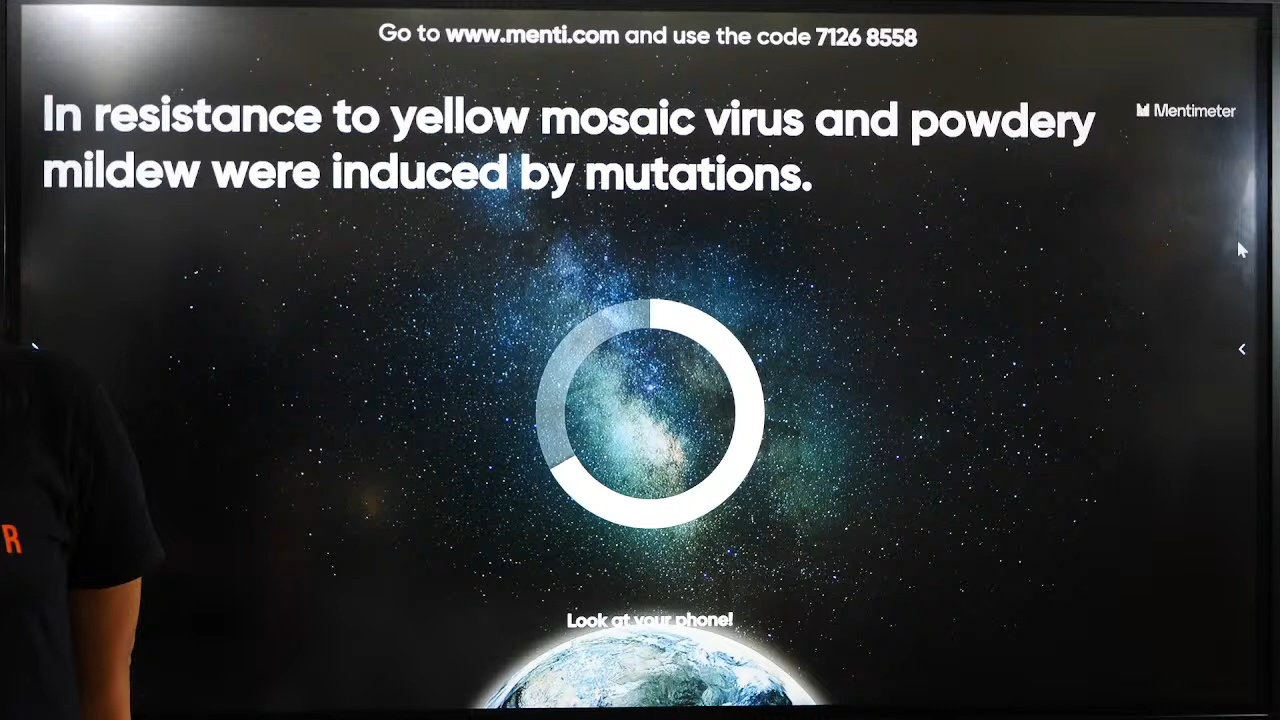 Go to www.menti.com and use the code 7126 8558
In resistance to yellow mosaic virus and powdery
mildew were induced by mutations.
Mentimeter
Look at your phone!
R